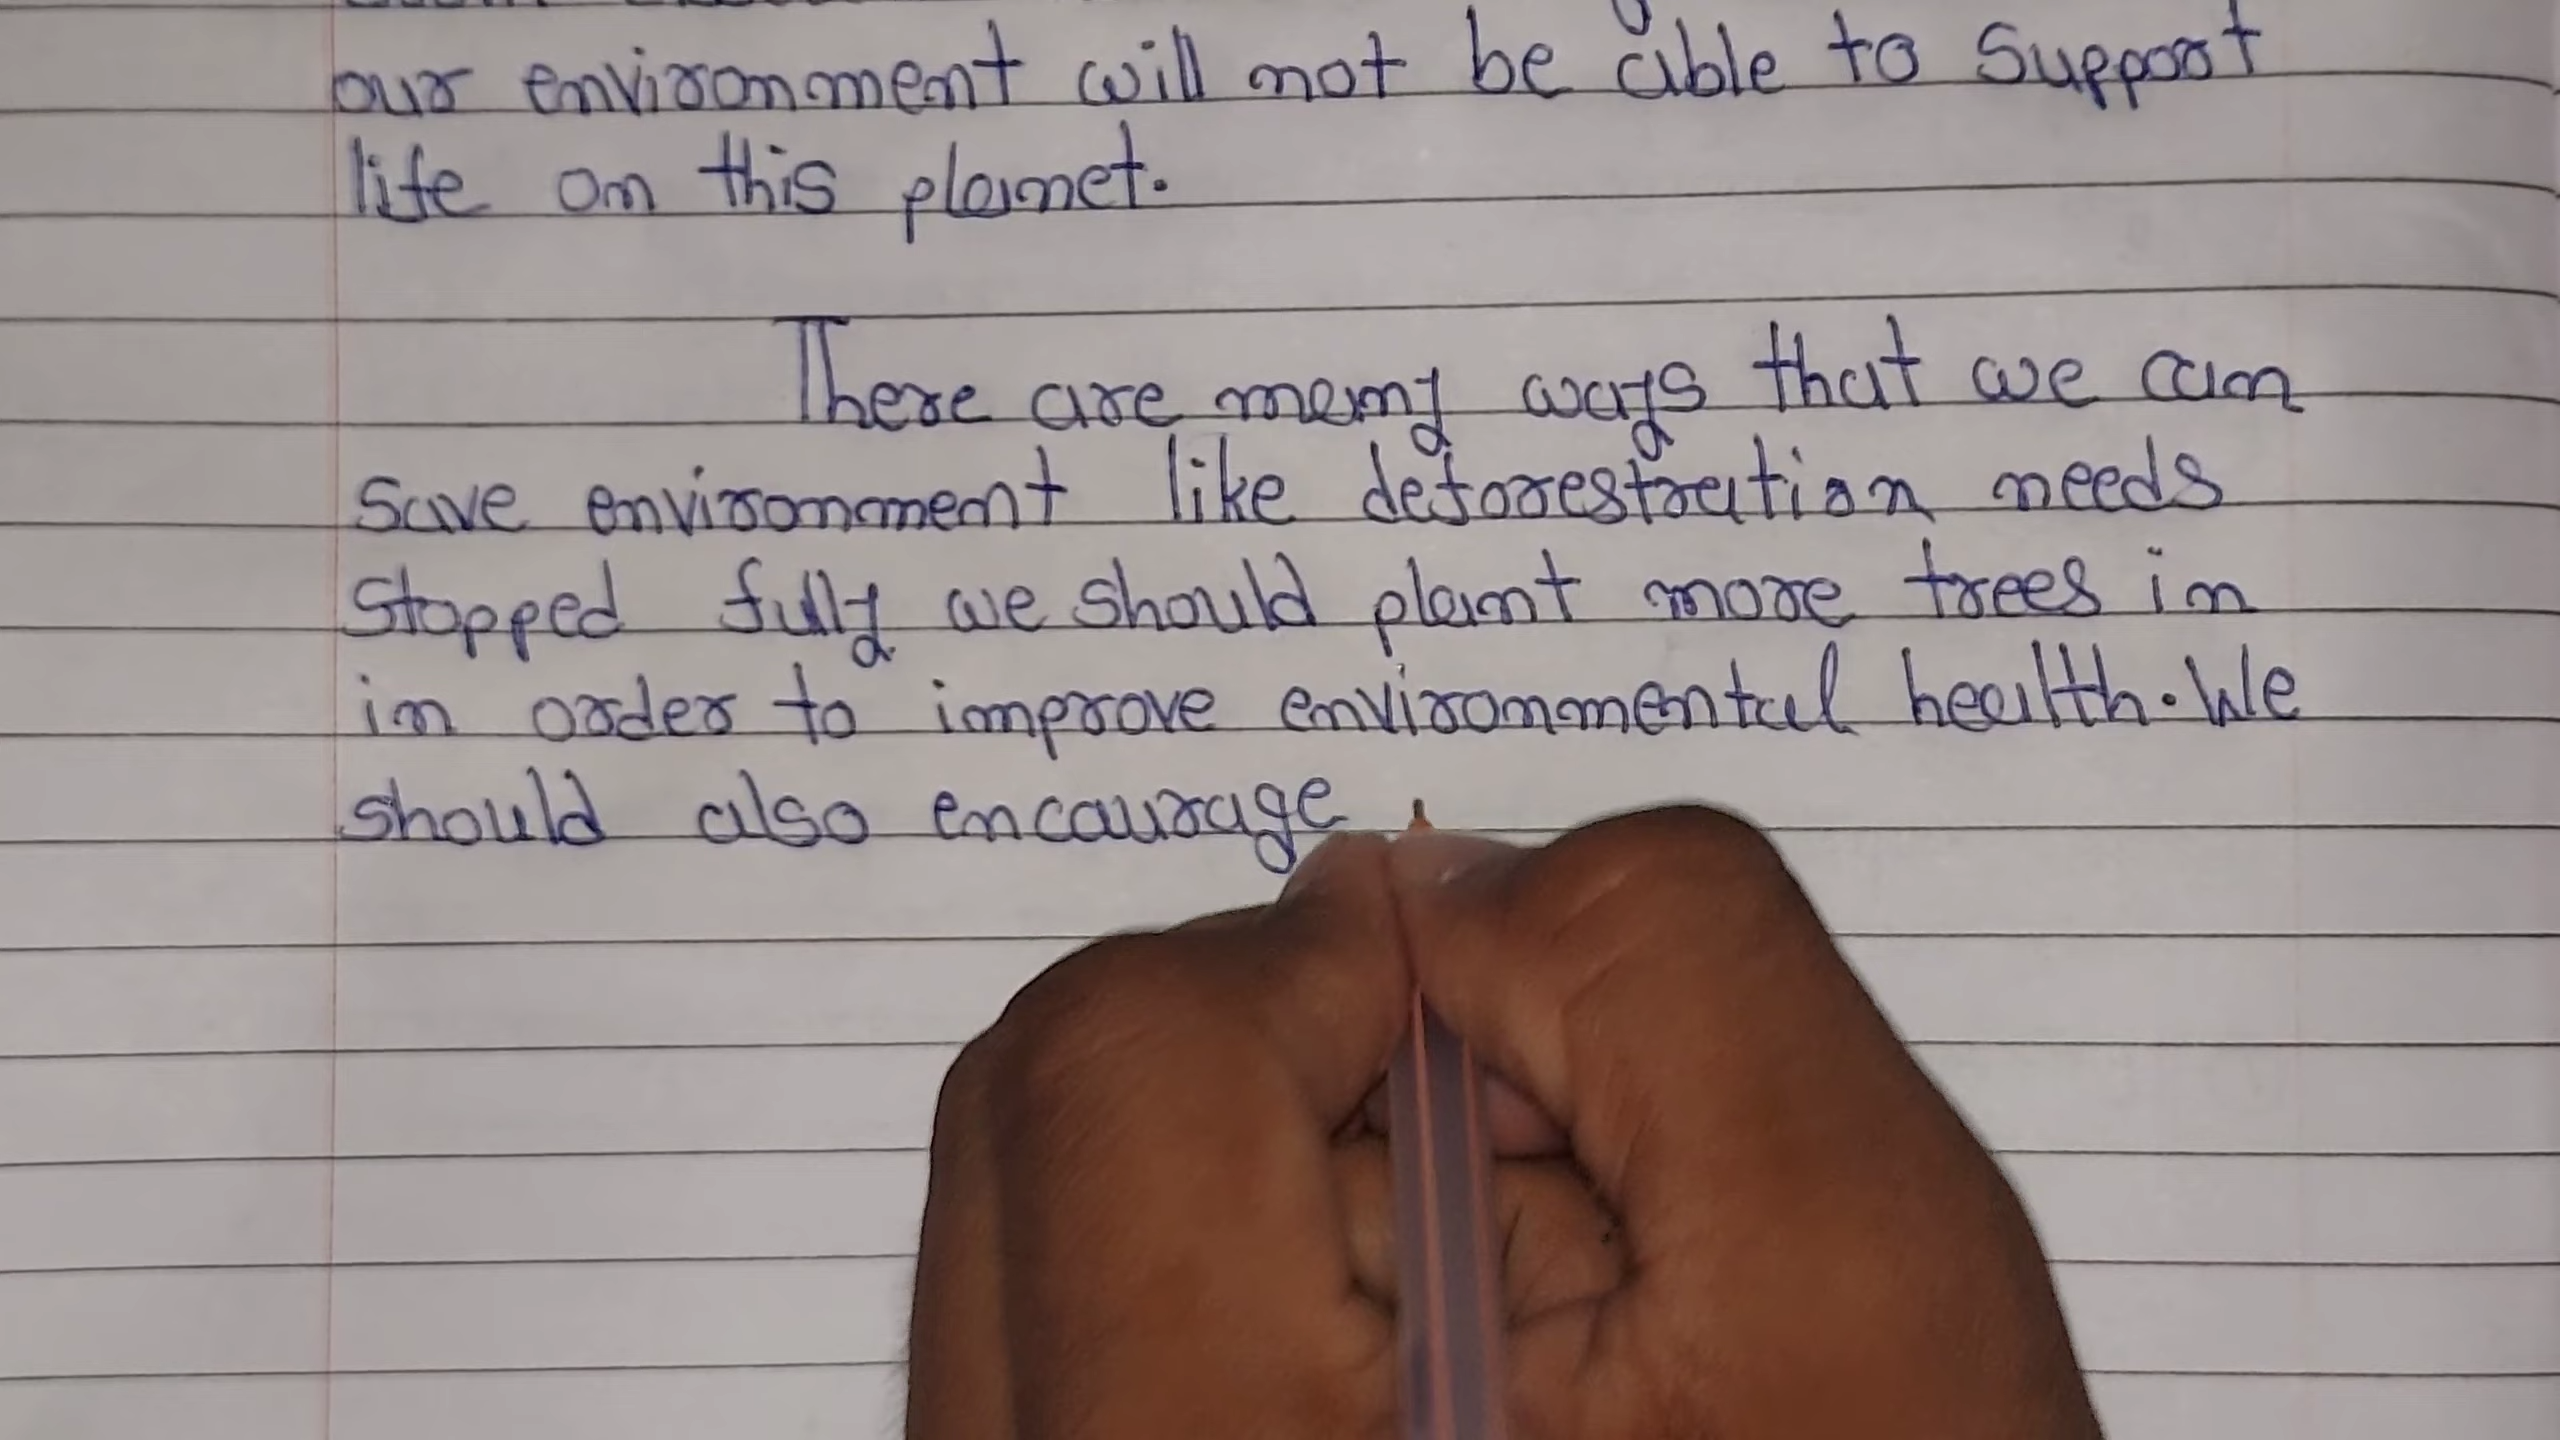 our environment will not be able to support
life on this planet.
There are many ways that we can
save environment like deforestration needs
stopped fully we should plant more trees in
in order to improve environmental health. We
should also encourage